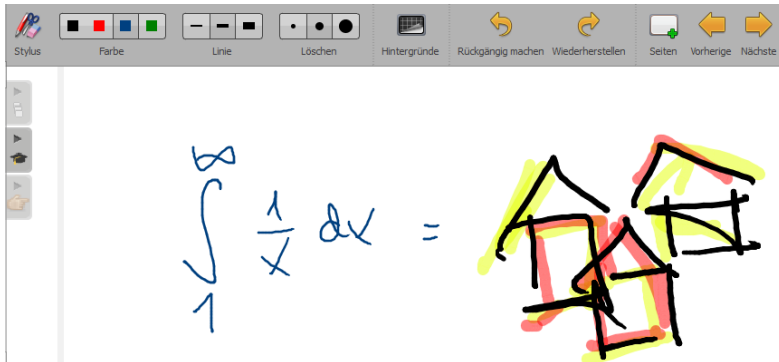 Stylus Farbe Linie Löschen Hintergründe Rückgängig machen Wiederherstellen Seiten Vorherige Nächste
∫₁^∞ 1/x dx =